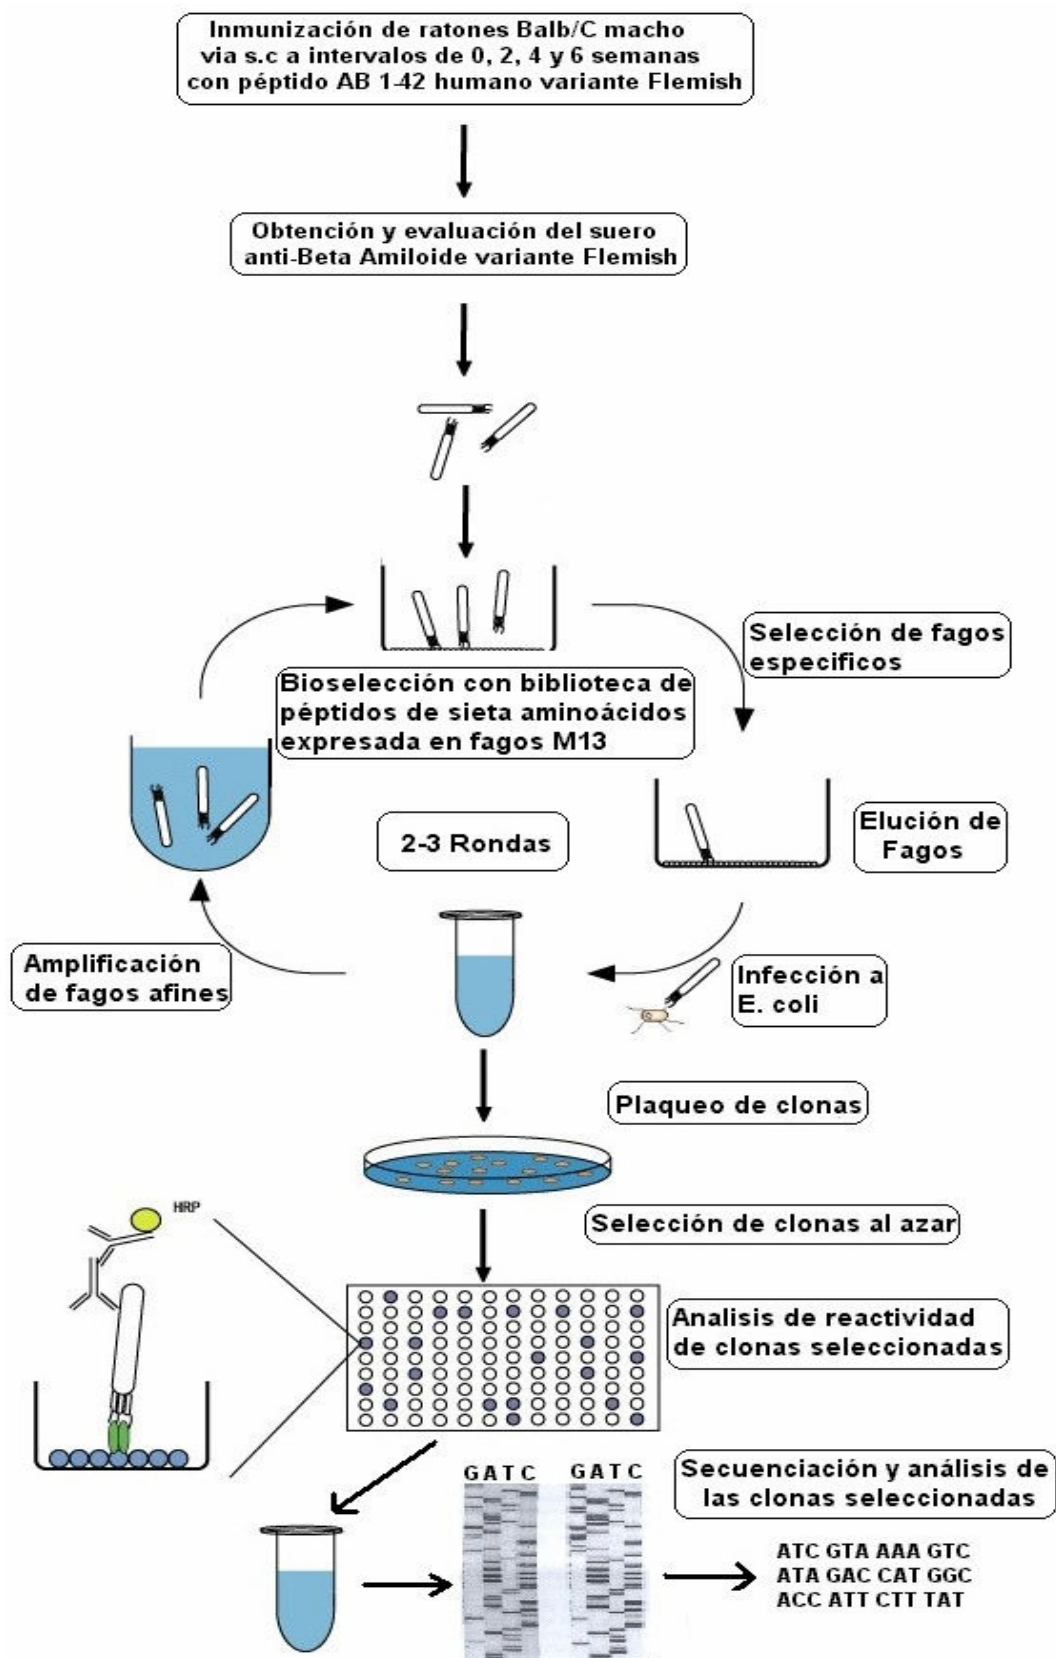 Inmunización de ratones Balb/C macho
via s.c a intervalos de 0, 2, 4 y 6 semanas
con péptido AB 1-42 humano variante Flemish
Obtención y evaluación del suero
anti-Beta Amiloide variante Flemish
Selección de fagos
especificos
Bioselección con biblioteca de
péptidos de sieta aminoácidos
expresada en fagos M13
2-3 Rondas
Elución de
Fagos
Amplificación
de fagos afines
Infección a
E. coli
Plaqueo de clonas
HRP
Selección de clonas al azar
Analisis de reactividad
de clonas seleccionadas
G A T C G A T C
Secuenciación y análisis de
las clonas seleccionadas
ATC GTA AAA GTC
ATA GAC CAT GGC
ACC ATT CTT TAT